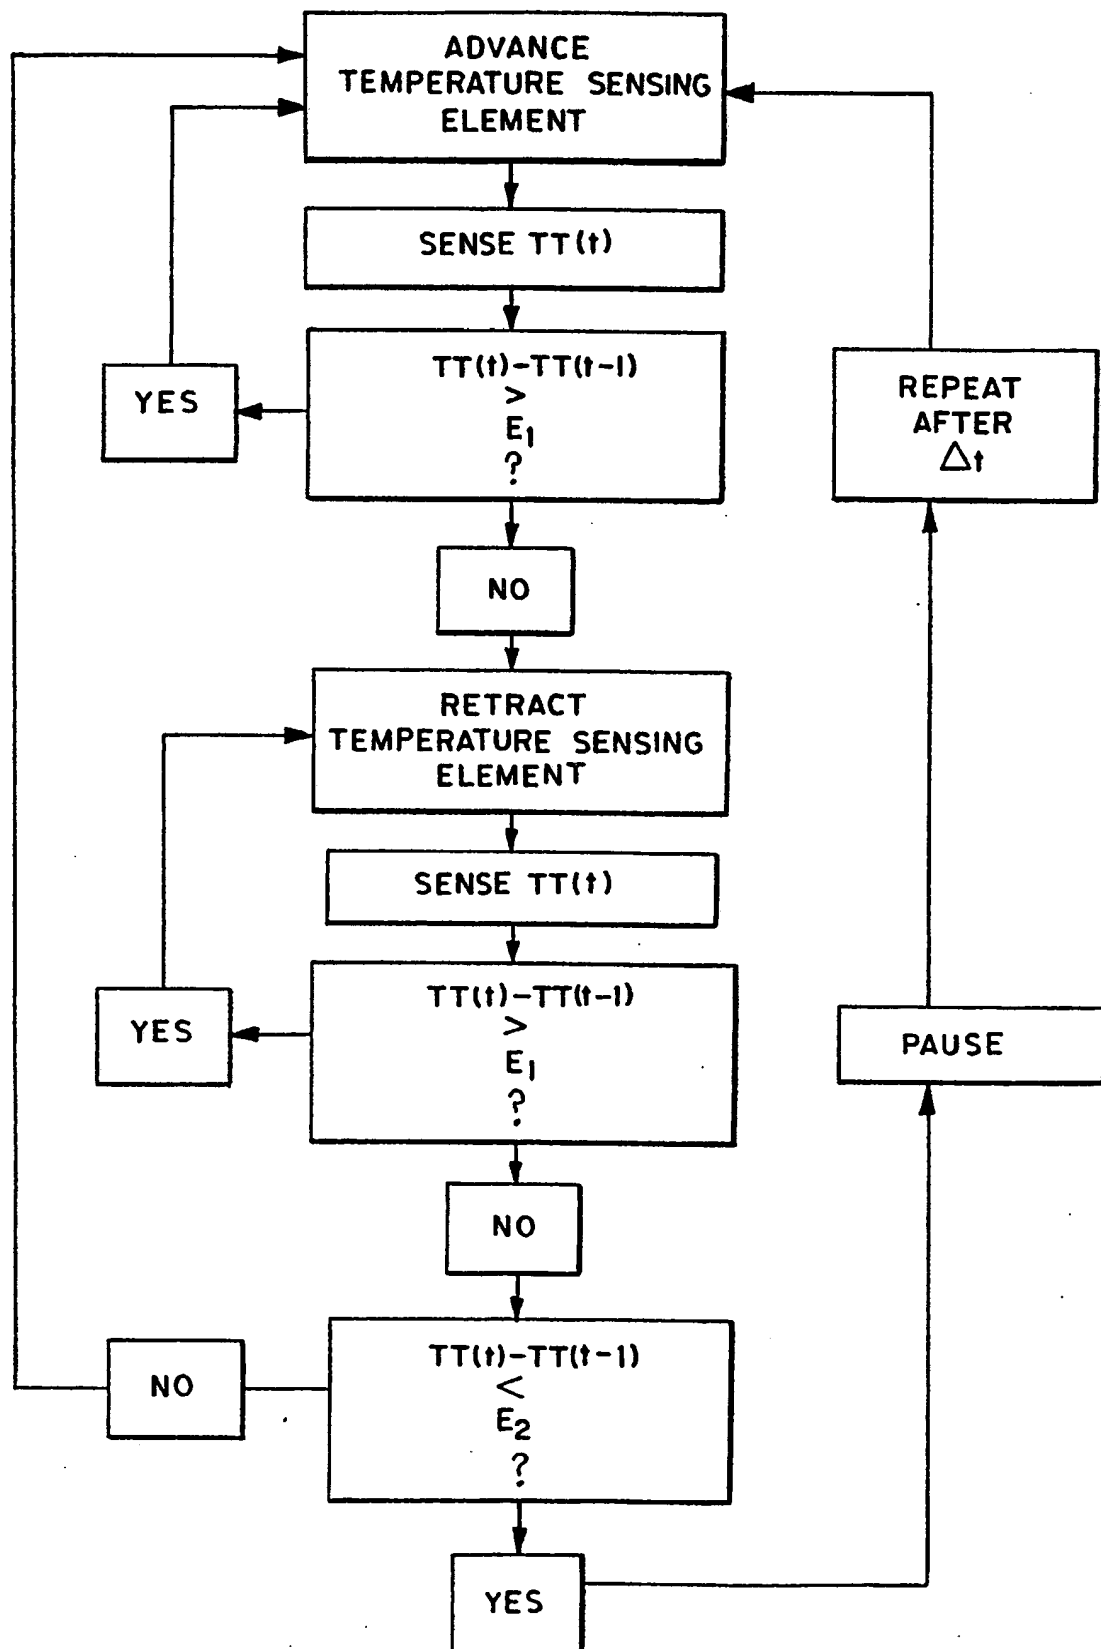 ADVANCE
TEMPERATURE SENSING
ELEMENT
SENSE TT(t)
TT(t)-TT(t-1)
>
E1
?
YES
REPEAT
AFTER
Δt
NO
RETRACT
TEMPERATURE SENSING
ELEMENT
SENSE TT(t)
TT(t)-TT(t-1)
>
E1
?
YES
PAUSE
NO
TT(t)-TT(t-1)
<
E2
?
NO
YES